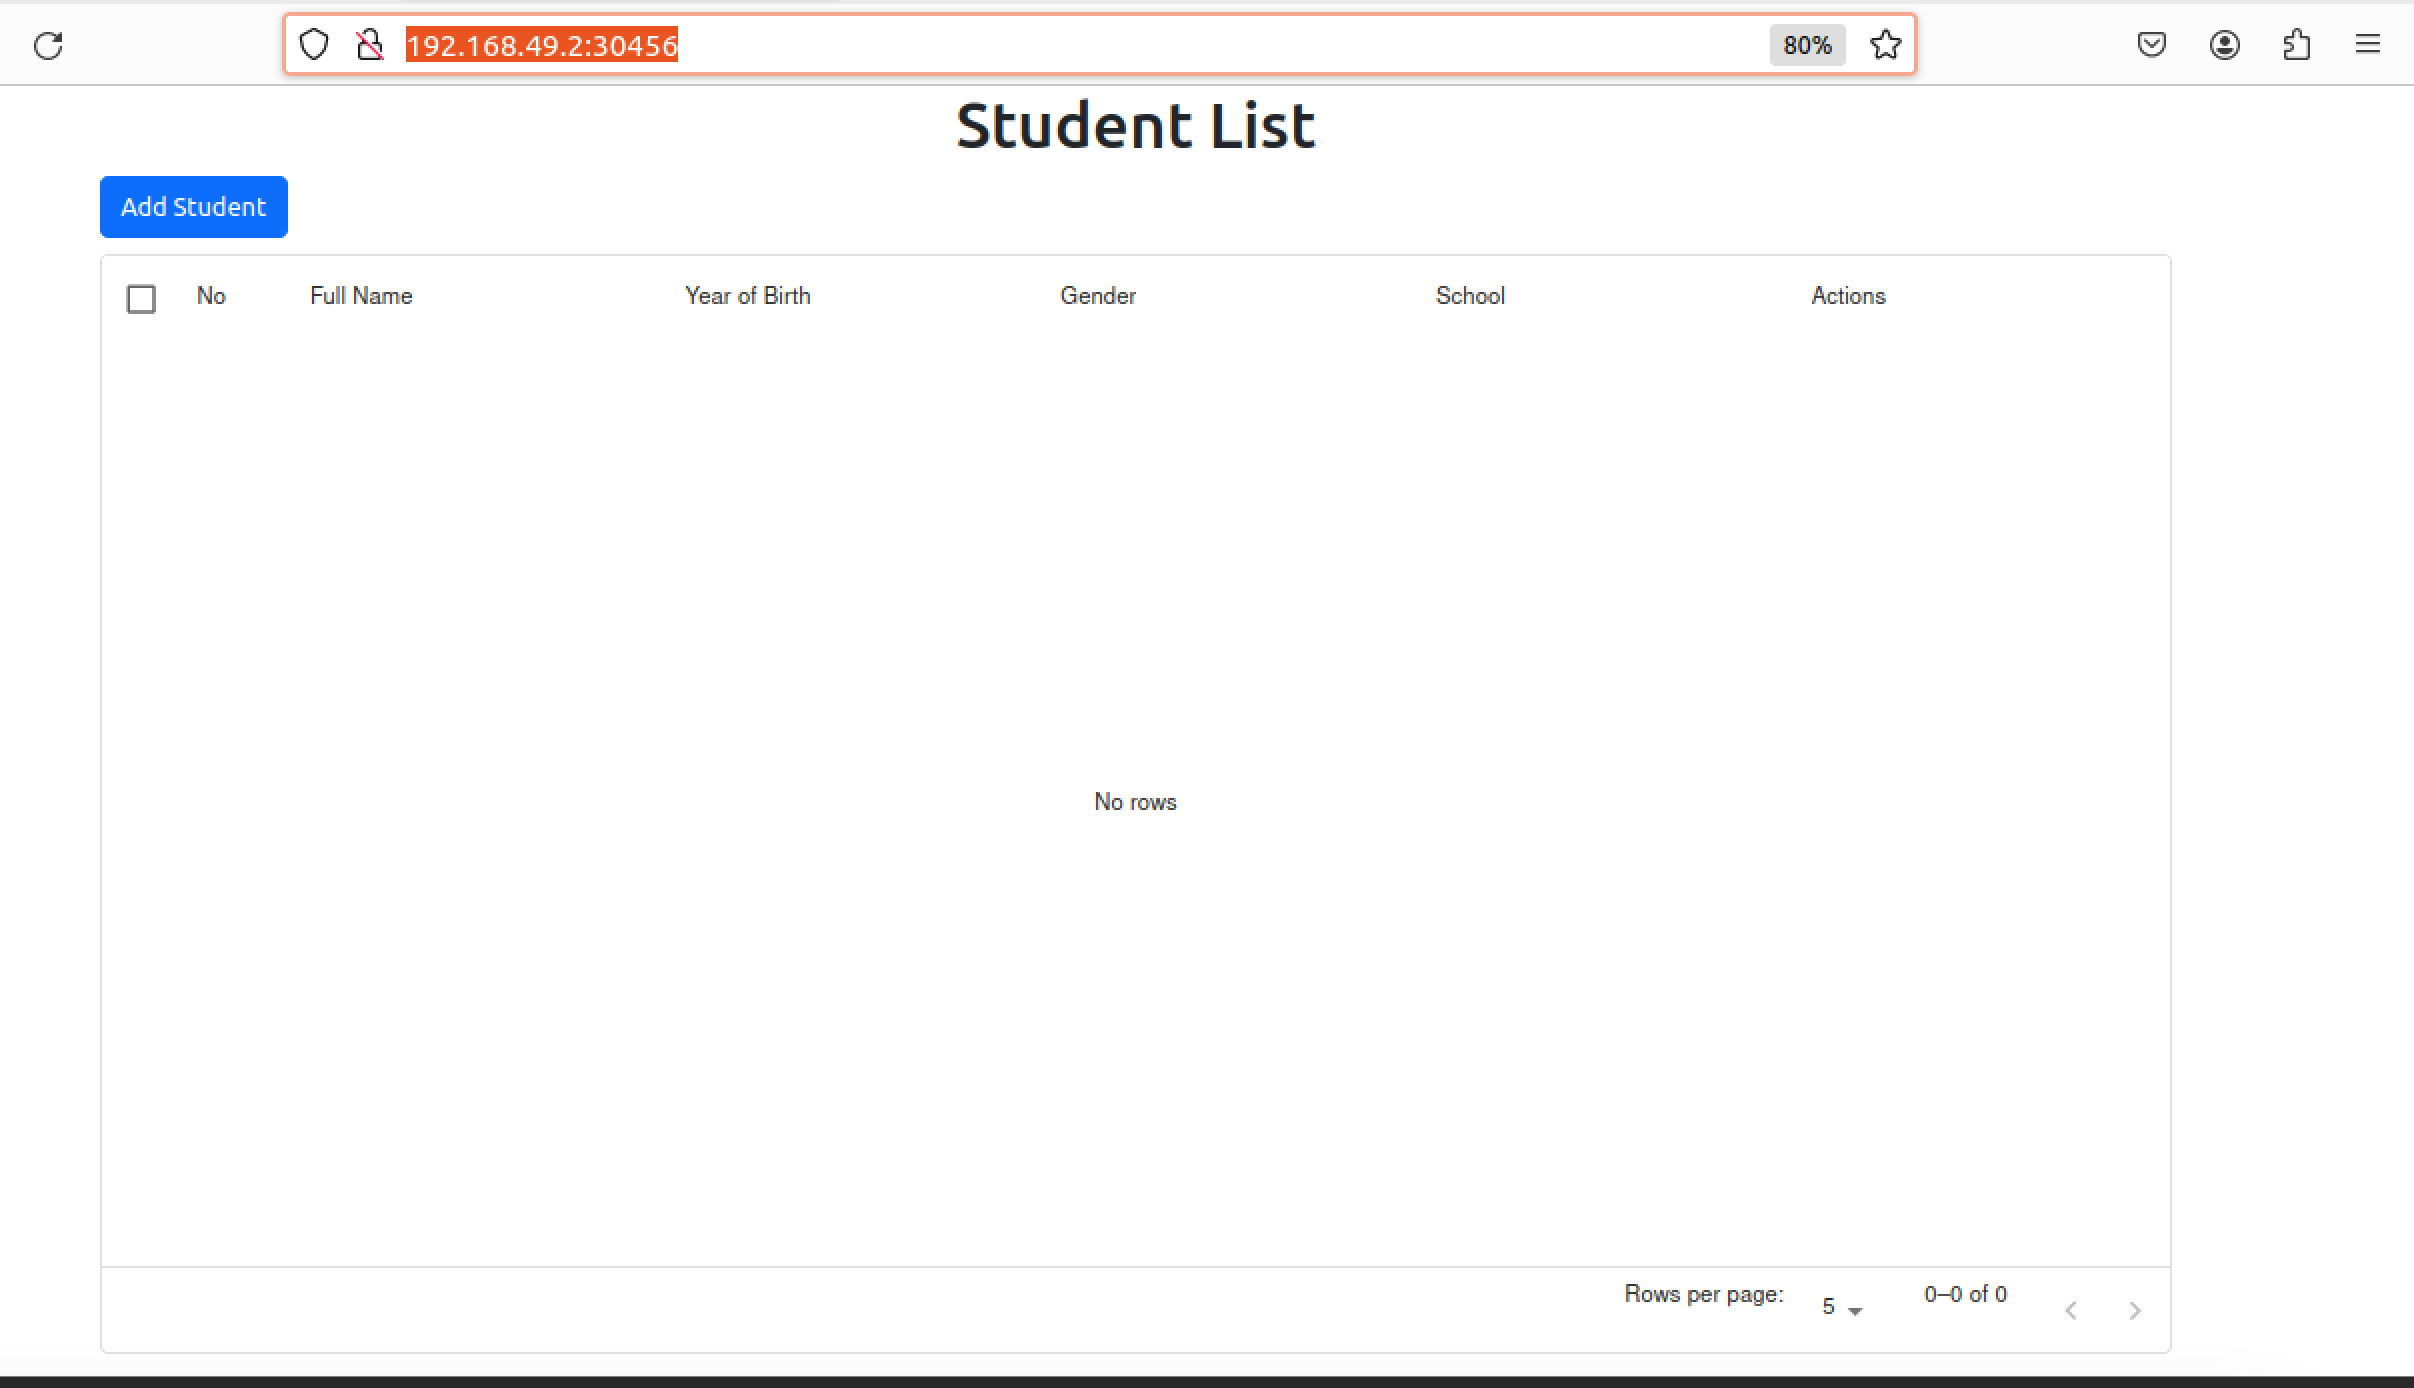 192.168.49.2:30456 80%
Student List
Add Student
No Full Name Year of Birth Gender School Actions
No rows
Rows per page: 5 0–0 of 0